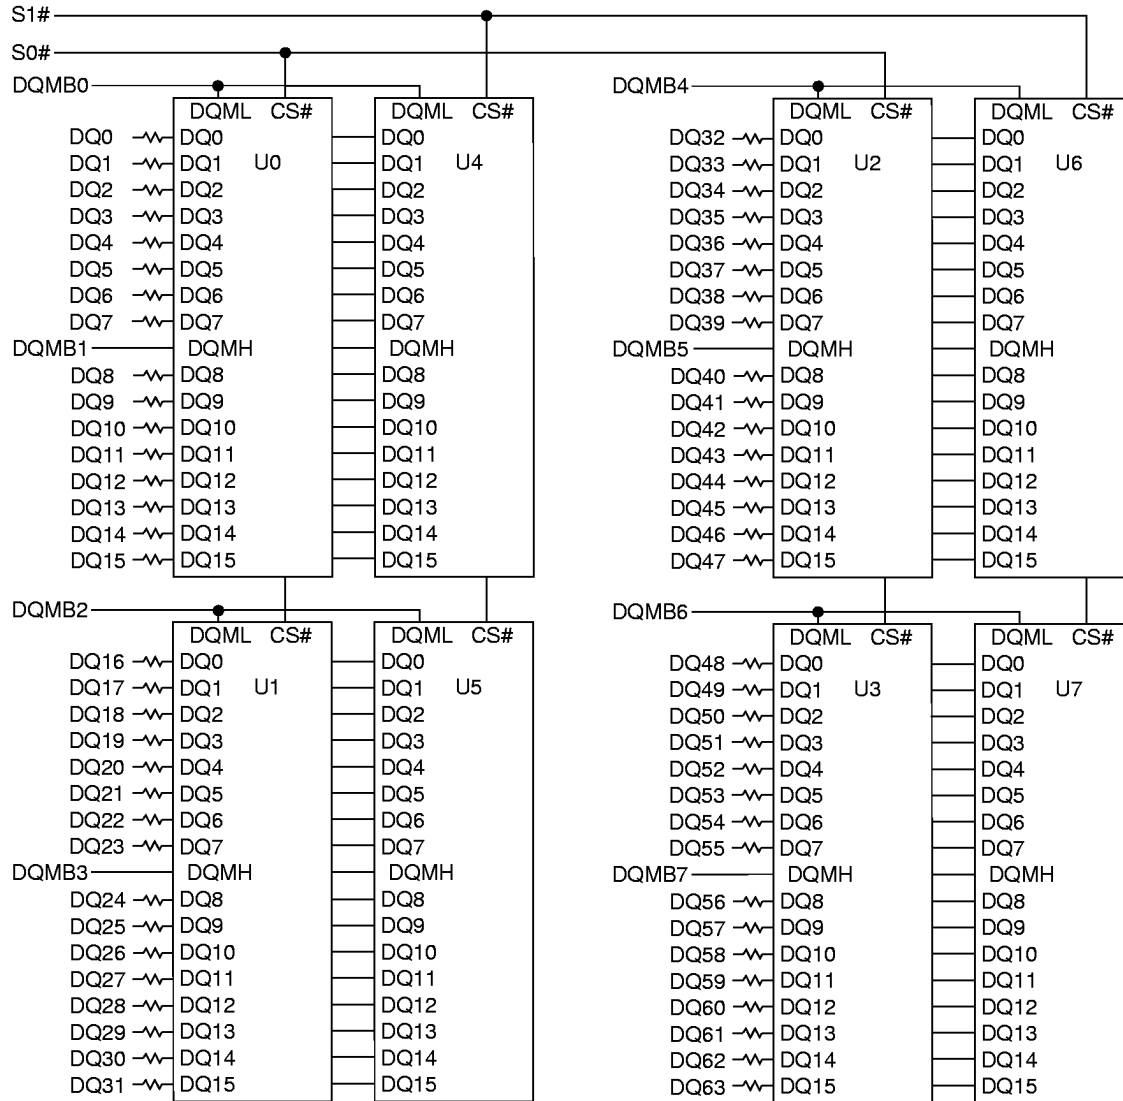 S1#
S0#
DQMB0 DQMB4
DQML CS# DQML CS# DQML CS# DQML CS#
DQ0 DQ0 DQ0 DQ32 DQ0 DQ0
DQ1 DQ1 U0 DQ1 U4 DQ33 DQ1 U2 DQ1 U6
DQ2 DQ2 DQ2 DQ34 DQ2 DQ2
DQ3 DQ3 DQ3 DQ35 DQ3 DQ3
DQ4 DQ4 DQ4 DQ36 DQ4 DQ4
DQ5 DQ5 DQ5 DQ37 DQ5 DQ5
DQ6 DQ6 DQ6 DQ38 DQ6 DQ6
DQ7 DQ7 DQ7 DQ39 DQ7 DQ7
DQMB1 DQMH DQMH DQMB5 DQMH DQMH
DQ8 DQ8 DQ8 DQ40 DQ8 DQ8
DQ9 DQ9 DQ9 DQ41 DQ9 DQ9
DQ10 DQ10 DQ10 DQ42 DQ10 DQ10
DQ11 DQ11 DQ11 DQ43 DQ11 DQ11
DQ12 DQ12 DQ12 DQ44 DQ12 DQ12
DQ13 DQ13 DQ13 DQ45 DQ13 DQ13
DQ14 DQ14 DQ14 DQ46 DQ14 DQ14
DQ15 DQ15 DQ15 DQ47 DQ15 DQ15
DQMB2 DQMB6
DQML CS# DQML CS# DQML CS# DQML CS#
DQ16 DQ0 DQ0 DQ48 DQ0 DQ0
DQ17 DQ1 U1 DQ1 U5 DQ49 DQ1 U3 DQ1 U7
DQ18 DQ2 DQ2 DQ50 DQ2 DQ2
DQ19 DQ3 DQ3 DQ51 DQ3 DQ3
DQ20 DQ4 DQ4 DQ52 DQ4 DQ4
DQ21 DQ5 DQ5 DQ53 DQ5 DQ5
DQ22 DQ6 DQ6 DQ54 DQ6 DQ6
DQ23 DQ7 DQ7 DQ55 DQ7 DQ7
DQMB3 DQMH DQMH DQMB7 DQMH DQMH
DQ24 DQ8 DQ8 DQ56 DQ8 DQ8
DQ25 DQ9 DQ9 DQ57 DQ9 DQ9
DQ26 DQ10 DQ10 DQ58 DQ10 DQ10
DQ27 DQ11 DQ11 DQ59 DQ11 DQ11
DQ28 DQ12 DQ12 DQ60 DQ12 DQ12
DQ29 DQ13 DQ13 DQ61 DQ13 DQ13
DQ30 DQ14 DQ14 DQ62 DQ14 DQ14
DQ31 DQ15 DQ15 DQ63 DQ15 DQ15